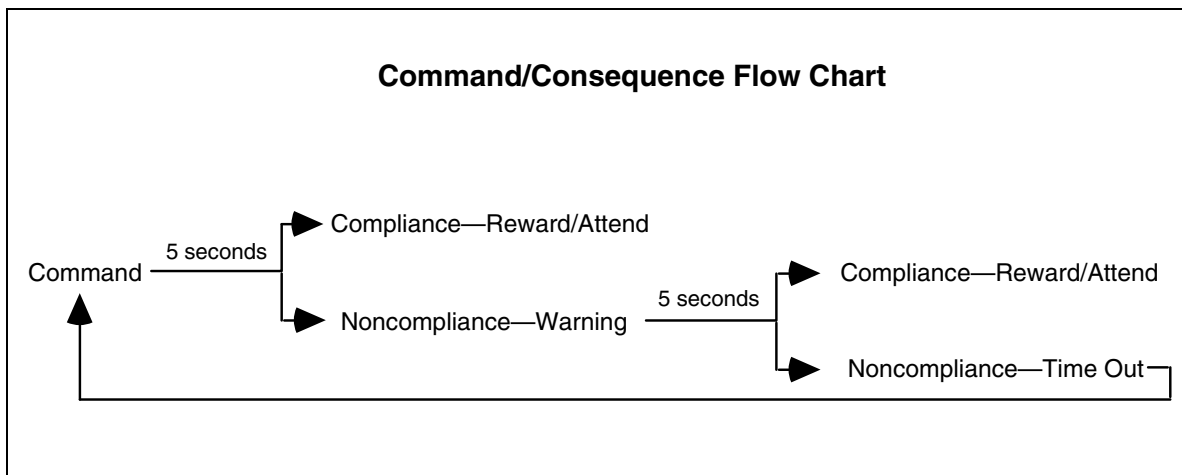 Command/Consequence Flow Chart
Compliance—Reward/Attend
5 seconds
Command
Noncompliance—Warning
5 seconds
Compliance—Reward/Attend
Noncompliance—Time Out